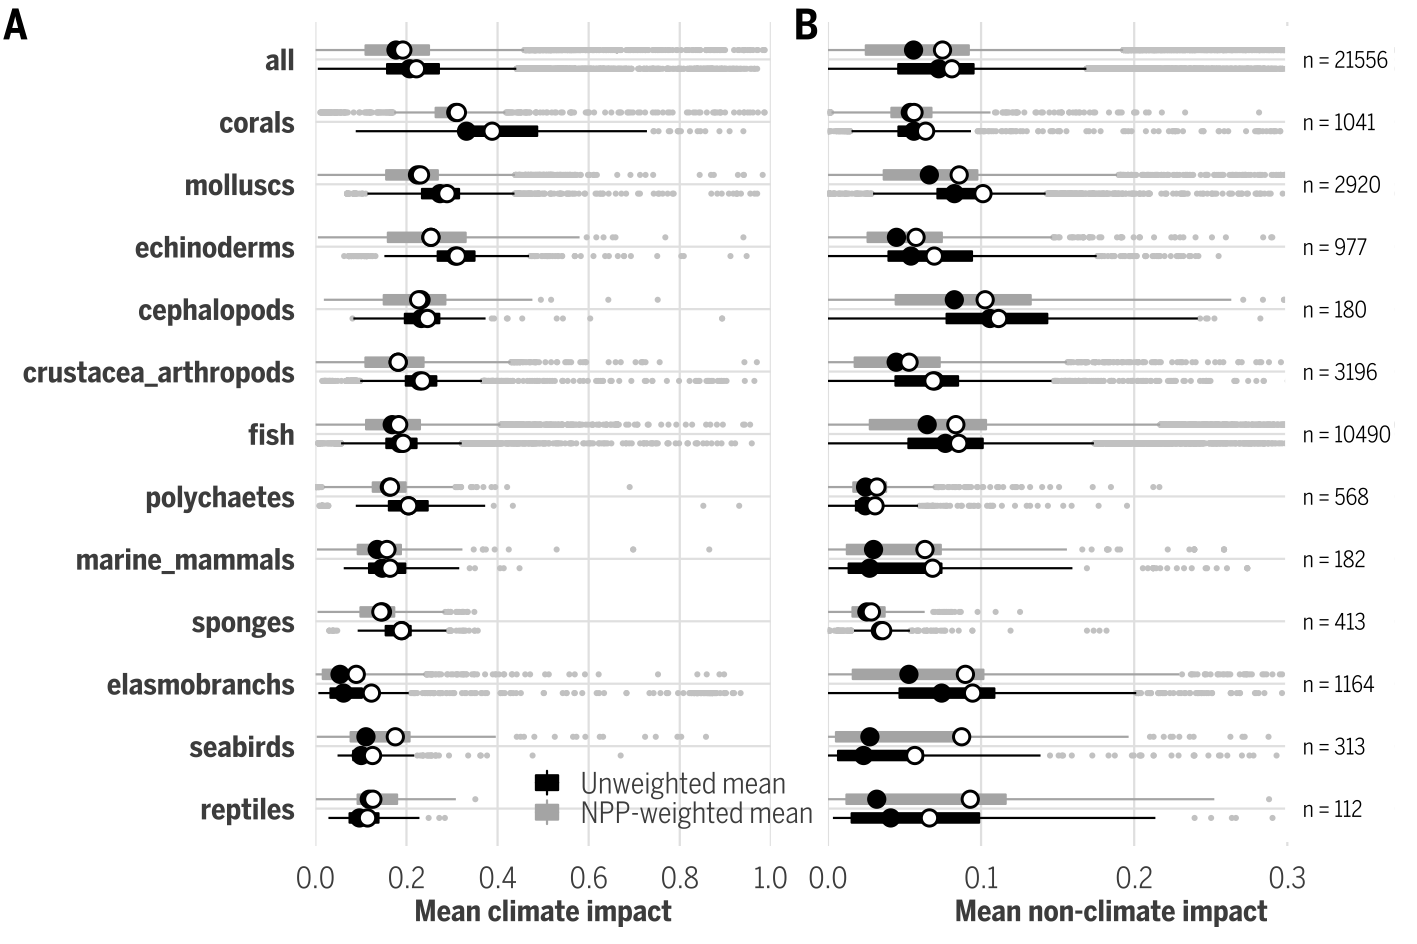 A
B
all
n = 21556
corals
n = 1041
molluscs
n = 2920
echinoderms
n = 977
cephalopods
n = 180
crustacea_arthropods
n = 3196
fish
n = 10490
polychaetes
n = 568
marine_mammals
n = 182
sponges
n = 413
elasmobranchs
n = 1164
seabirds
n = 313
reptiles
n = 112
Unweighted mean
NPP-weighted mean
0.0 0.2 0.4 0.6 0.8 1.0
Mean climate impact
0.0 0.1 0.2 0.3
Mean non-climate impact